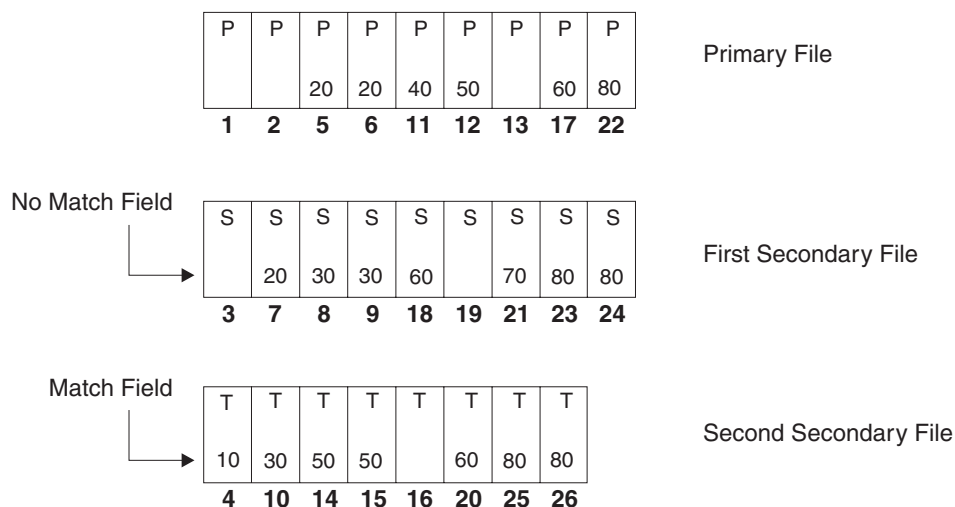 P P P P P P P P P
Primary File
20 20 40 50 60 80
1 2 5 6 11 12 13 17 22
No Match Field
S S S S S S S S S
First Secondary File
20 30 30 60 70 80 80
3 7 8 9 18 19 21 23 24
Match Field
T T T T T T T T
Second Secondary File
10 30 50 50 60 80 80
4 10 14 15 16 20 25 26